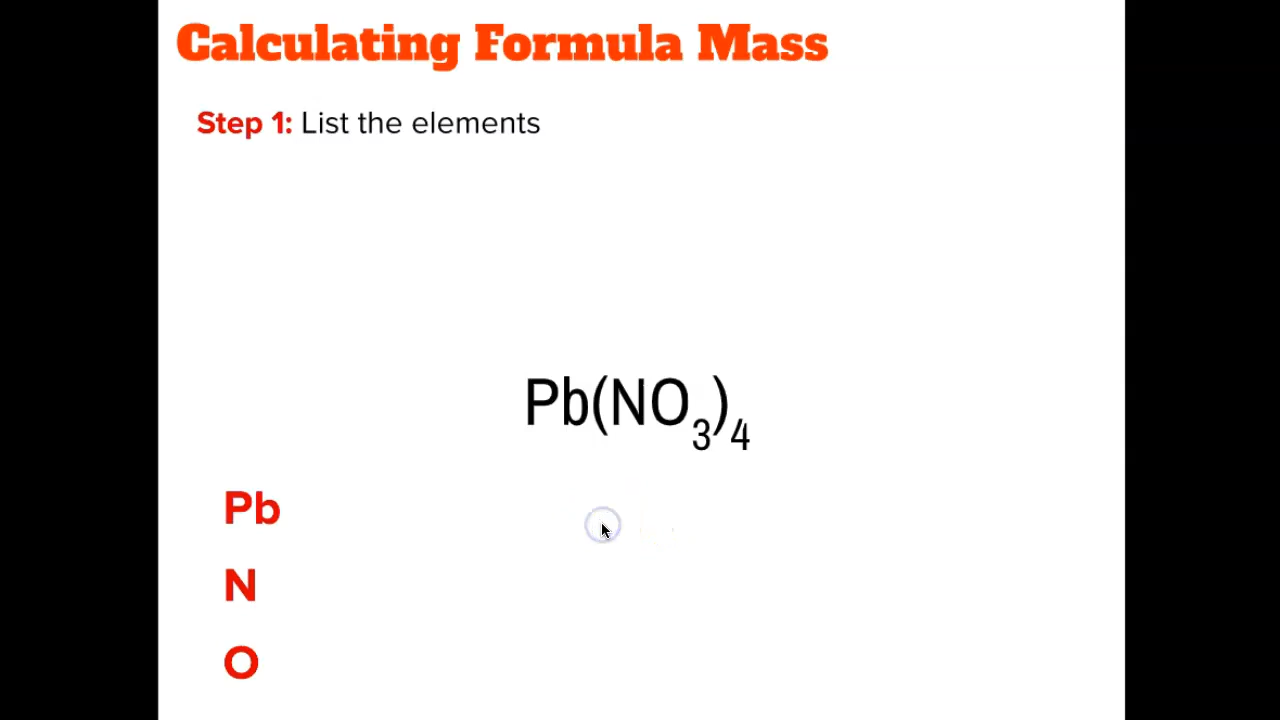 Calculating Formula Mass
Step 1: List the elements
Pb(NO₃)₄
Pb
N
O